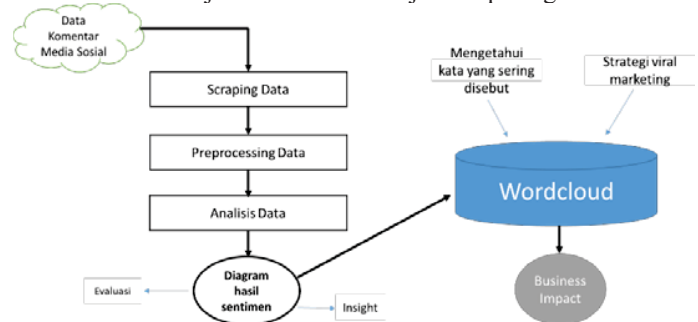 Data
Komentar
Media Sosial
Scraping Data
Preprocessing Data
Analisis Data
Diagram
hasil
sentimen
Evaluasi
Insight
Mengetahui
kata yang sering
disebut
Strategi viral
marketing
Wordcloud
Business
Impact